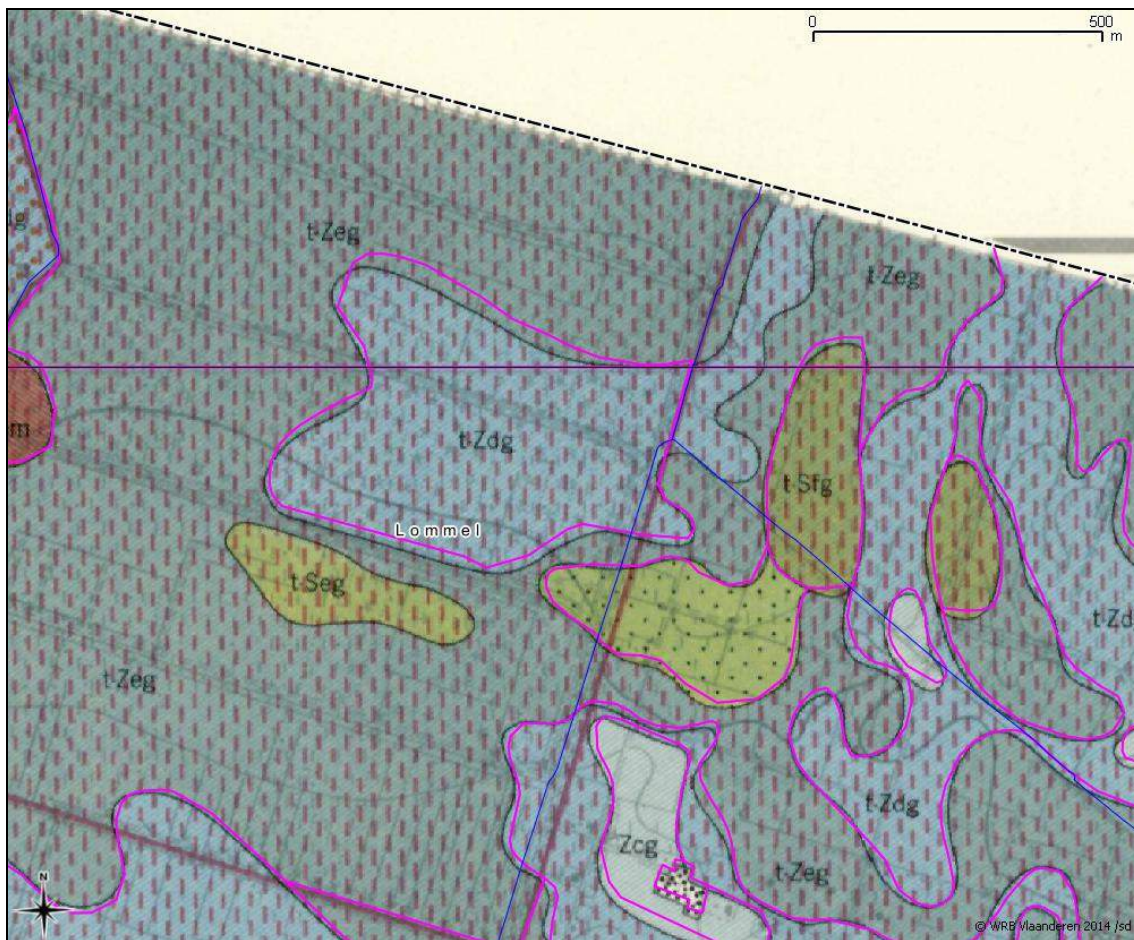 0 500
m
t-Zeg
t-Zeg
m
t-Zdg
t-Sfg
Lommel
t-Seg
t-Zd
t-Zeg
t-Zdg
Zcg
t-Zeg
N
© WRB Vlaanderen 2014 /sd